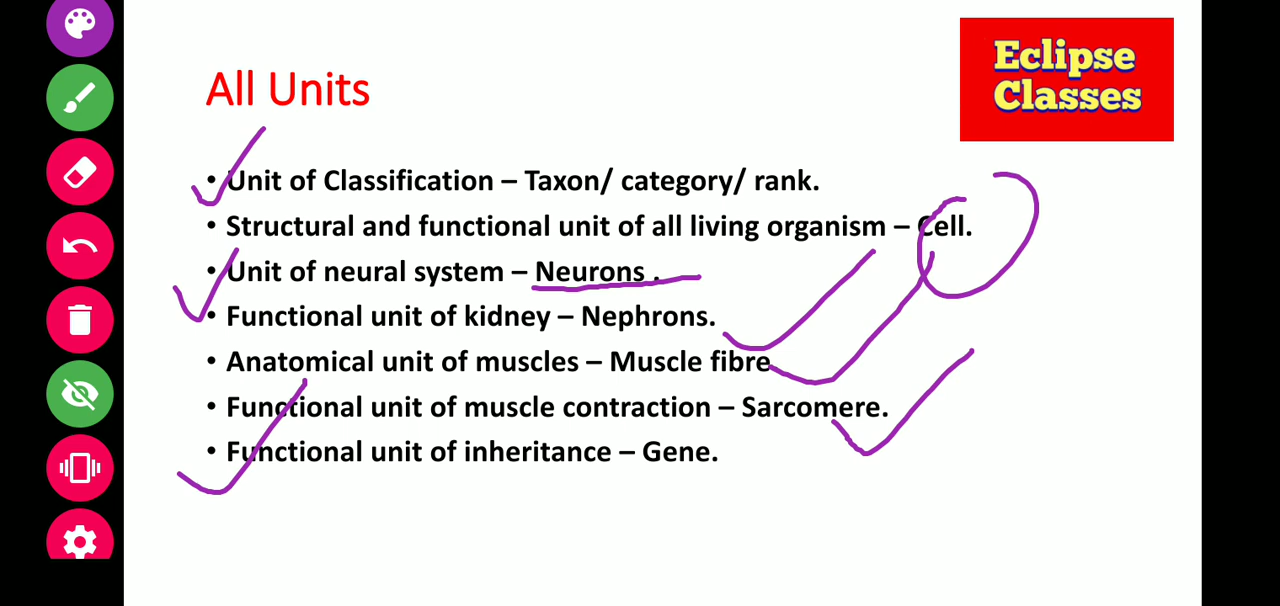 All Units
Eclipse
Classes
• Unit of Classification – Taxon/ category/ rank.
• Structural and functional unit of all living organism – Cell.
• Unit of neural system – Neurons .
• Functional unit of kidney – Nephrons.
• Anatomical unit of muscles – Muscle fibre
• Functional unit of muscle contraction – Sarcomere.
• Functional unit of inheritance – Gene.